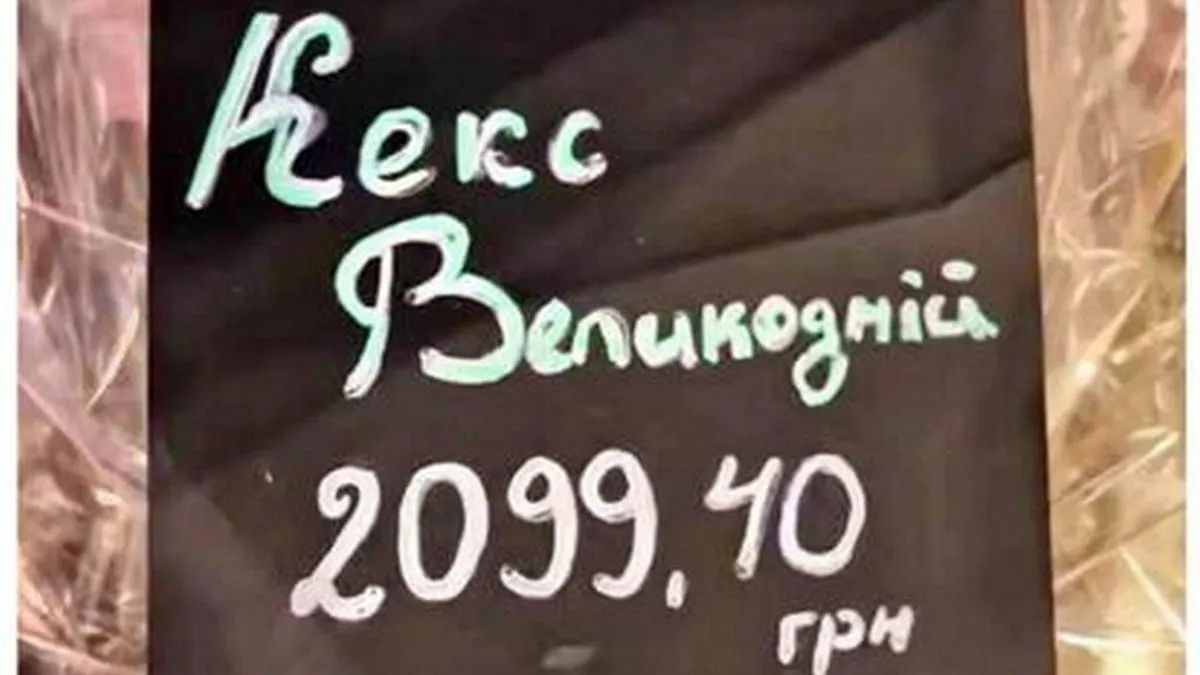 Кекс
Великодній
2099,40
грн